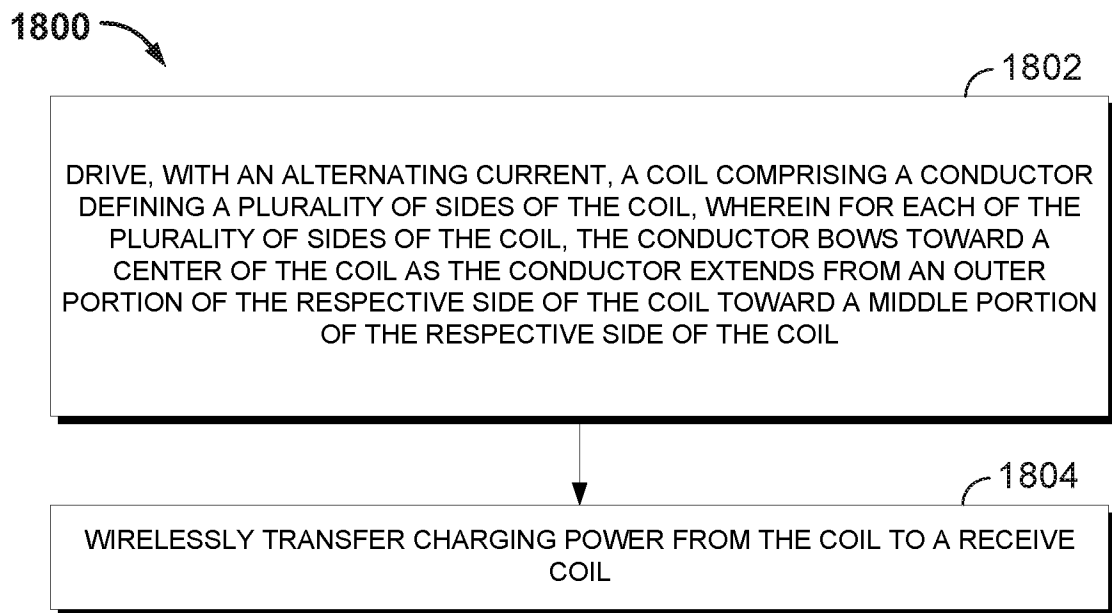 1800
1802
DRIVE, WITH AN ALTERNATING CURRENT, A COIL COMPRISING A CONDUCTOR
DEFINING A PLURALITY OF SIDES OF THE COIL, WHEREIN FOR EACH OF THE
PLURALITY OF SIDES OF THE COIL, THE CONDUCTOR BOWS TOWARD A
CENTER OF THE COIL AS THE CONDUCTOR EXTENDS FROM AN OUTER
PORTION OF THE RESPECTIVE SIDE OF THE COIL TOWARD A MIDDLE PORTION
OF THE RESPECTIVE SIDE OF THE COIL
1804
WIRELESSLY TRANSFER CHARGING POWER FROM THE COIL TO A RECEIVE
COIL